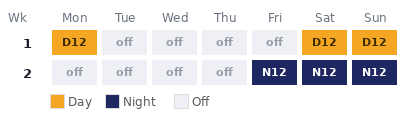 Wk Mon Tue Wed Thu Fri Sat Sun
1 D12 off off off off D12 D12
2 off off off off N12 N12 N12
Day Night Off